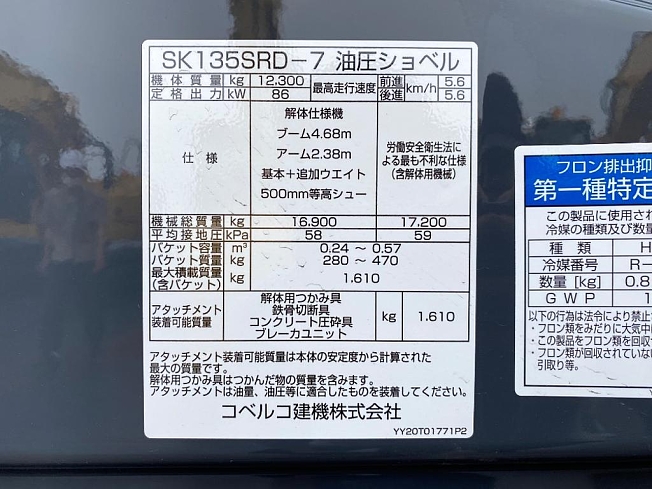 SK135SRD-7 油圧ショベル
機体質量 kg 12,300 最高走行速度 前進 km/h 5.6
定格出力 kW 86 後進 5.6
仕様
解体仕様機
ブーム4.68m
アーム2.38m
基本+追加ウエイト
500mm等高シュー
労働安全衛生法に
よる最も不利な仕様
(含解体用機械)
機械総質量 kg 16,900 17,200
平均接地圧 kPa 58 59
バケット容量 m³ 0.24 ~ 0.57
バケット質量 kg 280 ~ 470
最大積載質量
(含バケット) kg 1,610
アタッチメント
装着可能質量
解体用つかみ具
鉄骨切断具
コンクリート圧砕具
ブレーカユニット
kg 1,610
アタッチメント装着可能質量は本体の安定度から計算された
最大の質量です。
解体用つかみ具はつかんだ物の質量を含みます。
アタッチメントは油量、油圧等に適合したものを装着してください。
コベルコ建機株式会社
YY20T01771P2
フロン排出抑
第一種特定
この製品に使用され
冷媒の種類及び数量
種類 H
冷媒番号 R-
数量 [kg] 0.8
GWP 1
以下の行為は法令により禁止
・フロン類をみだりに大気中に
・この製品をフロン類を回収
・フロン類が回収されていない
引取り等。